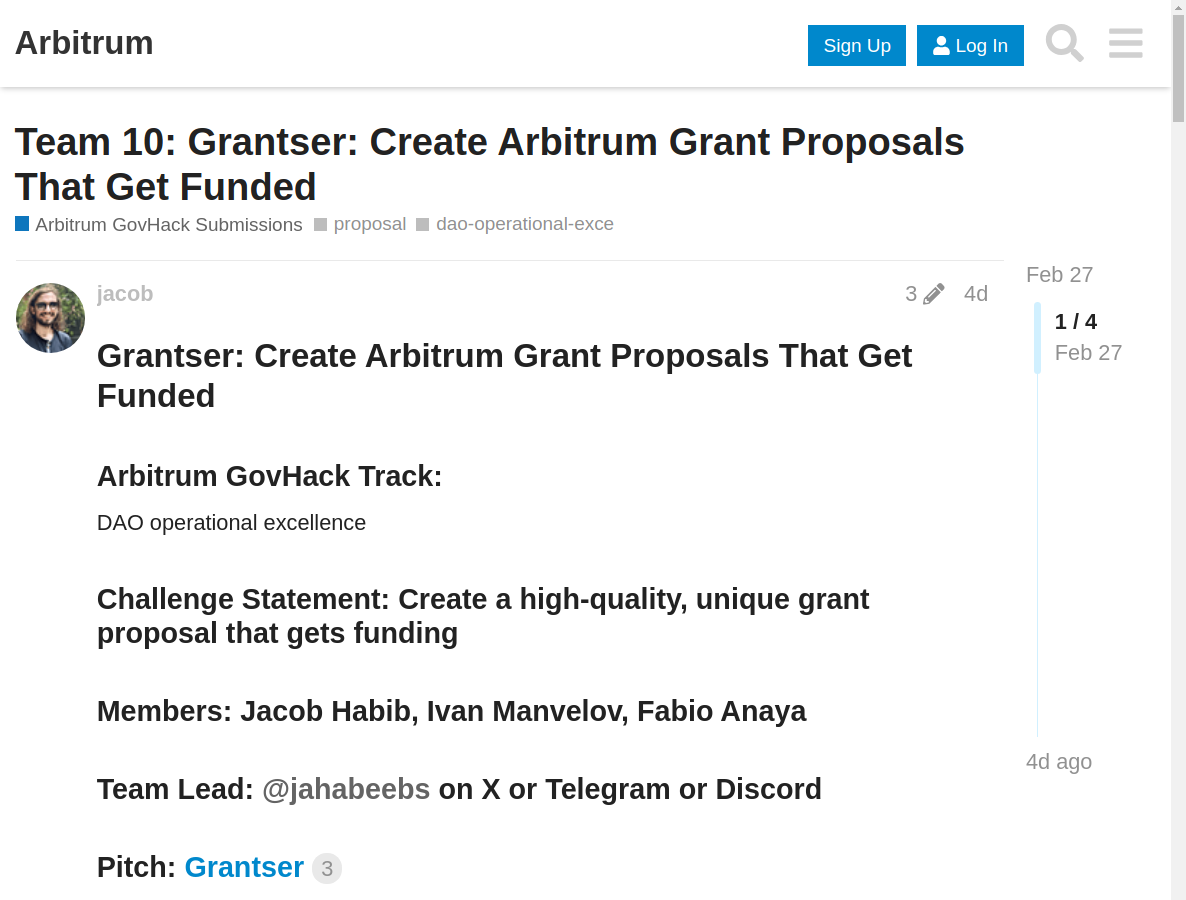 Arbitrum
Sign Up
Log In
Team 10: Grantser: Create Arbitrum Grant Proposals
That Get Funded
Arbitrum GovHack Submissions proposal dao-operational-exce
jacob
3
4d
Grantser: Create Arbitrum Grant Proposals That Get
Funded
Arbitrum GovHack Track:
DAO operational excellence
Challenge Statement: Create a high-quality, unique grant
proposal that gets funding
Members: Jacob Habib, Ivan Manvelov, Fabio Anaya
Team Lead: @jahabeebs on X or Telegram or Discord
Pitch: Grantser 3
Feb 27
1 / 4
Feb 27
4d ago